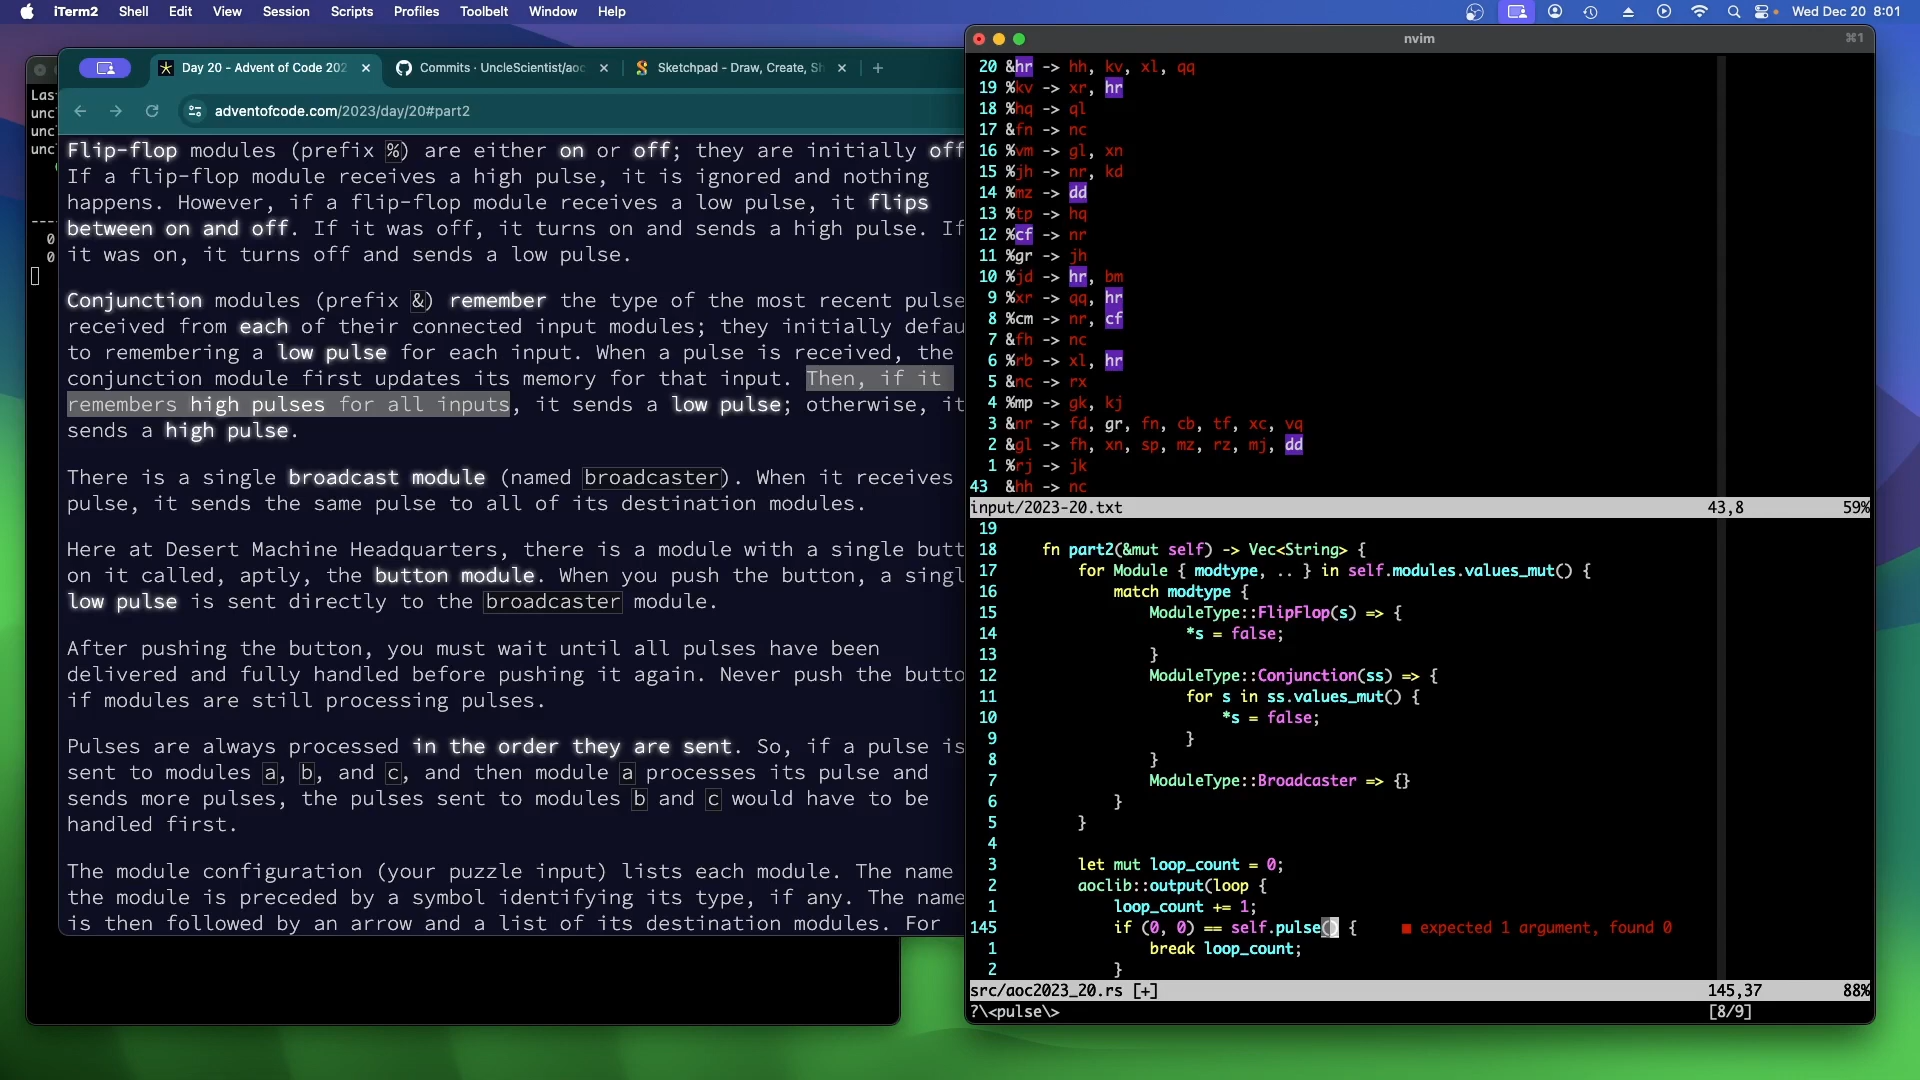 iTerm2 Shell Edit View Session Scripts Profiles Toolbelt Window Help Wed Dec 20 8:01
Las
unc
unc
unc
----
0
0
Day 20 - Advent of Code 202
Commits · UncleScientist/aoc
Sketchpad - Draw, Create, Sh
adventofcode.com/2023/day/20#part2
Flip-flop modules (prefix %) are either on or off; they are initially off
If a flip-flop module receives a high pulse, it is ignored and nothing
happens. However, if a flip-flop module receives a low pulse, it flips
between on and off. If it was off, it turns on and sends a high pulse. If
it was on, it turns off and sends a low pulse.
Conjunction modules (prefix &) remember the type of the most recent pulse
received from each of their connected input modules; they initially defau
to remembering a low pulse for each input. When a pulse is received, the
conjunction module first updates its memory for that input. Then, if it
remembers high pulses for all inputs, it sends a low pulse; otherwise, it
sends a high pulse.
There is a single broadcast module (named broadcaster). When it receives
pulse, it sends the same pulse to all of its destination modules.
Here at Desert Machine Headquarters, there is a module with a single butt
on it called, aptly, the button module. When you push the button, a singl
low pulse is sent directly to the broadcaster module.
After pushing the button, you must wait until all pulses have been
delivered and fully handled before pushing it again. Never push the butto
if modules are still processing pulses.
Pulses are always processed in the order they are sent. So, if a pulse is
sent to modules a, b, and c, and then module a processes its pulse and
sends more pulses, the pulses sent to modules b and c would have to be
handled first.
The module configuration (your puzzle input) lists each module. The name
the module is preceded by a symbol identifying its type, if any. The name
is then followed by an arrow and a list of its destination modules. For
nvim ⌘1
20 &hr -> hh, kv, xl, qq
19 %kv -> xr, hr
18 %hq -> ql
17 &fn -> nc
16 %vm -> gl, xn
15 %jh -> nr, kd
14 %mz -> dd
13 %tp -> hq
12 %cf -> nr
11 %gr -> jh
10 %jd -> hr, bm
9 %xr -> qq, hr
8 %cm -> nr, cf
7 &fh -> nc
6 %rb -> xl, hr
5 &nc -> rx
4 %mp -> gk, kj
3 &nr -> fd, gr, fn, cb, tf, xc, vq
2 &gl -> fh, xn, sp, mz, rz, mj, dd
1 %rj -> jk
43 &hh -> nc
input/2023-20.txt 43,8 59%
19
18 fn part2(&mut self) -> Vec<String> {
17 for Module { modtype, .. } in self.modules.values_mut() {
16 match modtype {
15 ModuleType::FlipFlop(s) => {
14 *s = false;
13 }
12 ModuleType::Conjunction(ss) => {
11 for s in ss.values_mut() {
10 *s = false;
9 }
8 }
7 ModuleType::Broadcaster => {}
6 }
5 }
4
3 let mut loop_count = 0;
2 aoclib::output(loop {
1 loop_count += 1;
145 if (0, 0) == self.pulse() { ■ expected 1 argument, found 0
1 break loop_count;
2 }
src/aoc2023_20.rs [+] 145,37 88%
?\<pulse\> [8/9]